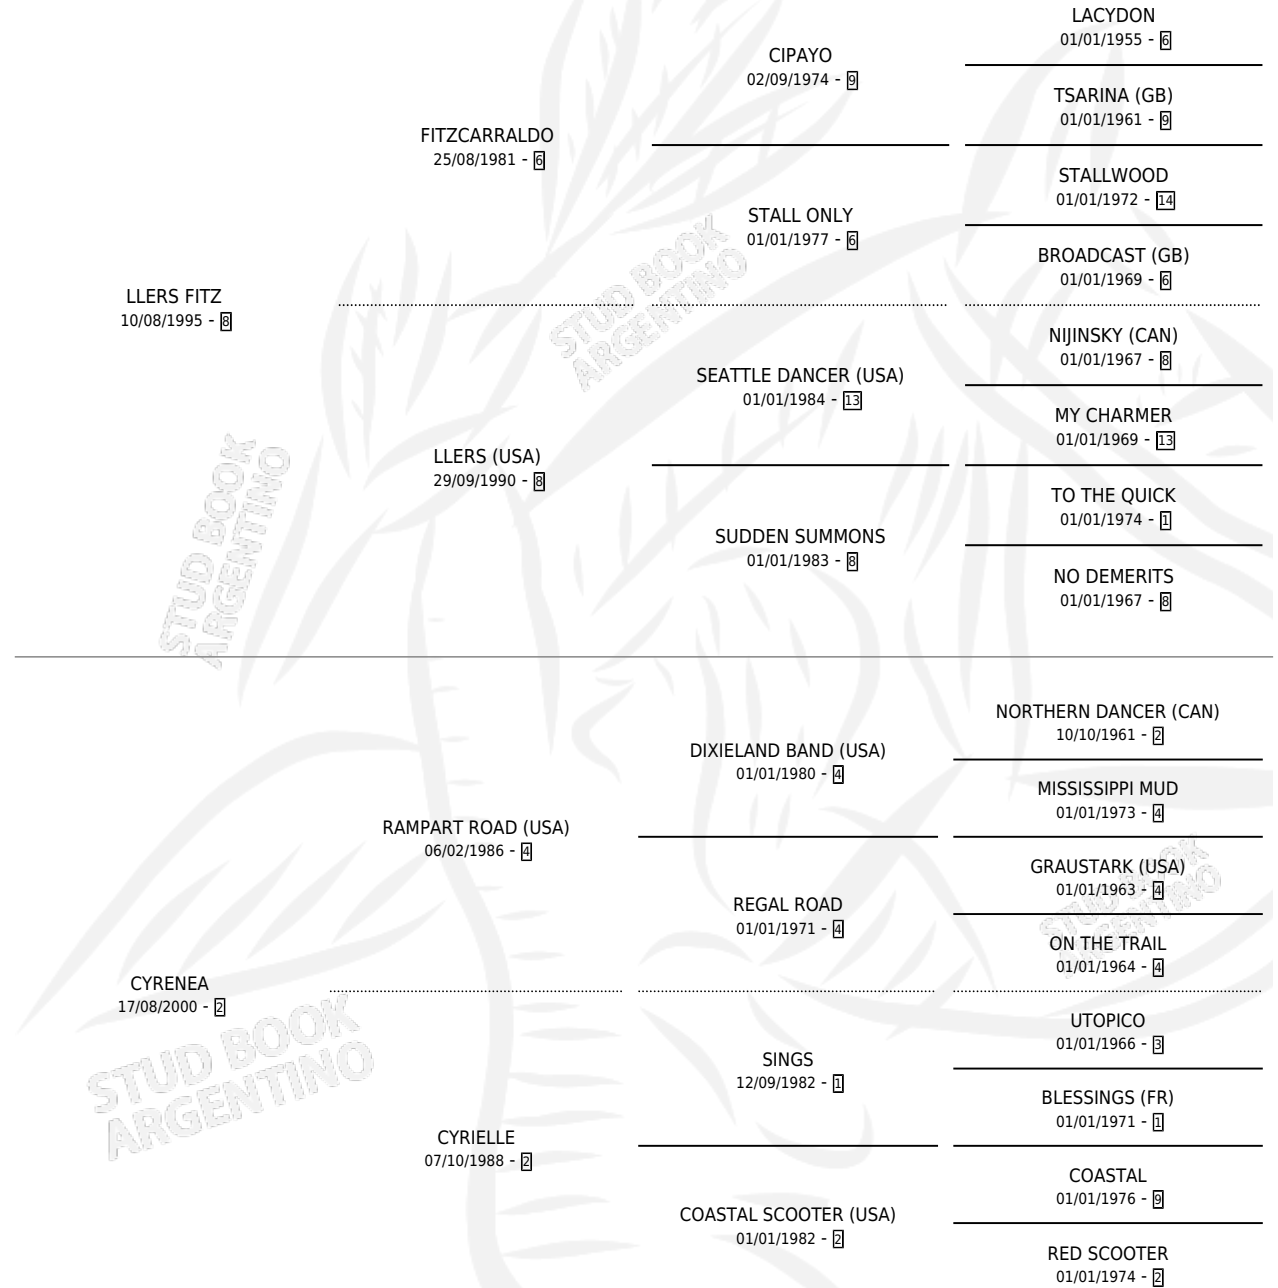 LACYDON
01/01/1955 - 6
CIPAYO
02/09/1974 - 9
TSARINA (GB)
01/01/1961 - 9
FITZCARRALDO
25/08/1981 - 6
STALLWOOD
01/01/1972 - 14
STALL ONLY
01/01/1977 - 6
BROADCAST (GB)
01/01/1969 - 6
LLERS FITZ
10/08/1995 - 8
NIJINSKY (CAN)
01/01/1967 - 8
SEATTLE DANCER (USA)
01/01/1984 - 13
MY CHARMER
01/01/1969 - 13
LLERS (USA)
29/09/1990 - 8
TO THE QUICK
01/01/1974 - 1
SUDDEN SUMMONS
01/01/1983 - 8
NO DEMERITS
01/01/1967 - 8
STUD BOOK
ARGENTINO
STUD BOOK
ARGENTINO
NORTHERN DANCER (CAN)
10/10/1961 - 2
DIXIELAND BAND (USA)
01/01/1980 - 4
MISSISSIPPI MUD
01/01/1973 - 4
RAMPART ROAD (USA)
06/02/1986 - 4
GRAUSTARK (USA)
01/01/1963 - 4
REGAL ROAD
01/01/1971 - 4
ON THE TRAIL
01/01/1964 - 4
CYRENEA
17/08/2000 - 2
UTOPICO
01/01/1966 - 3
SINGS
12/09/1982 - 1
BLESSINGS (FR)
01/01/1971 - 1
CYRIELLE
07/10/1988 - 2
COASTAL
01/01/1976 - 9
COASTAL SCOOTER (USA)
01/01/1982 - 2
RED SCOOTER
01/01/1974 - 2
STUD BOOK
ARGENTINO
STUD BOOK
ARGENTINO